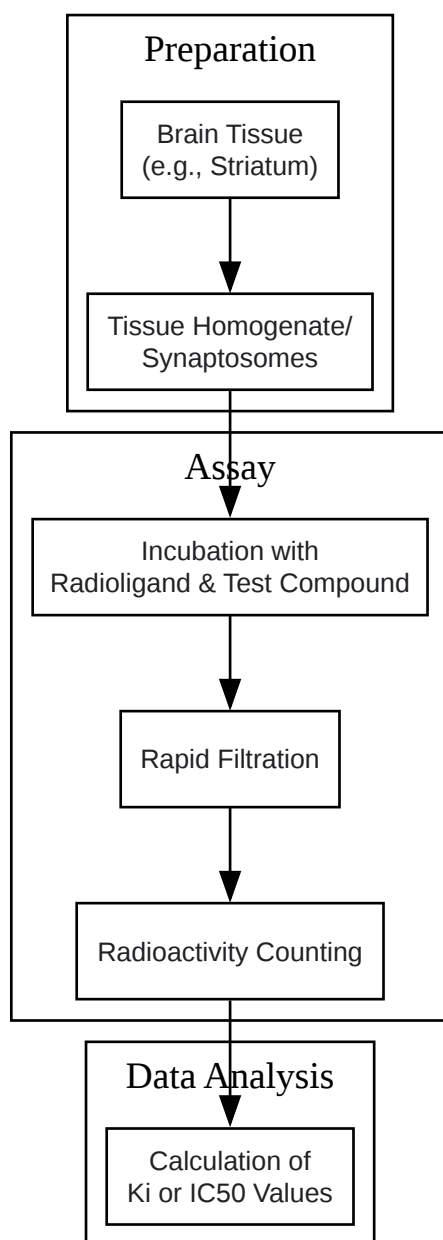 Preparation
Brain Tissue
(e.g., Striatum)
Tissue Homogenate/
Synaptosomes
Assay
Incubation with
Radioligand & Test Compound
Rapid Filtration
Radioactivity Counting
Data Analysis
Calculation of
Ki or IC50 Values